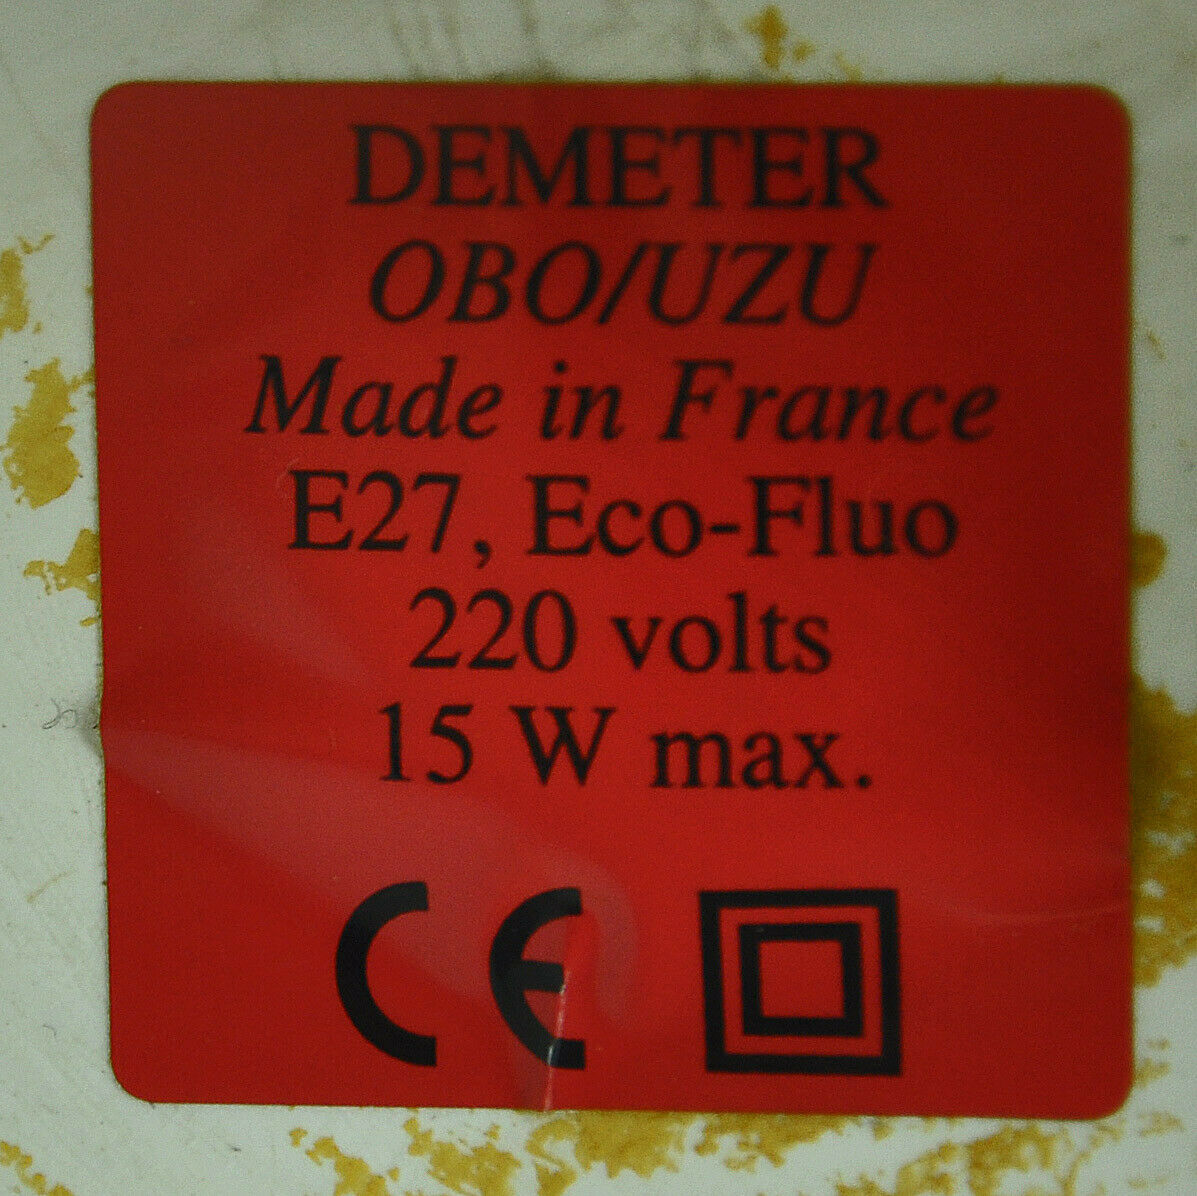 DEMETER
OBO/UZU
Made in France
E27, Eco-Fluo
220 volts
15 W max.
CE